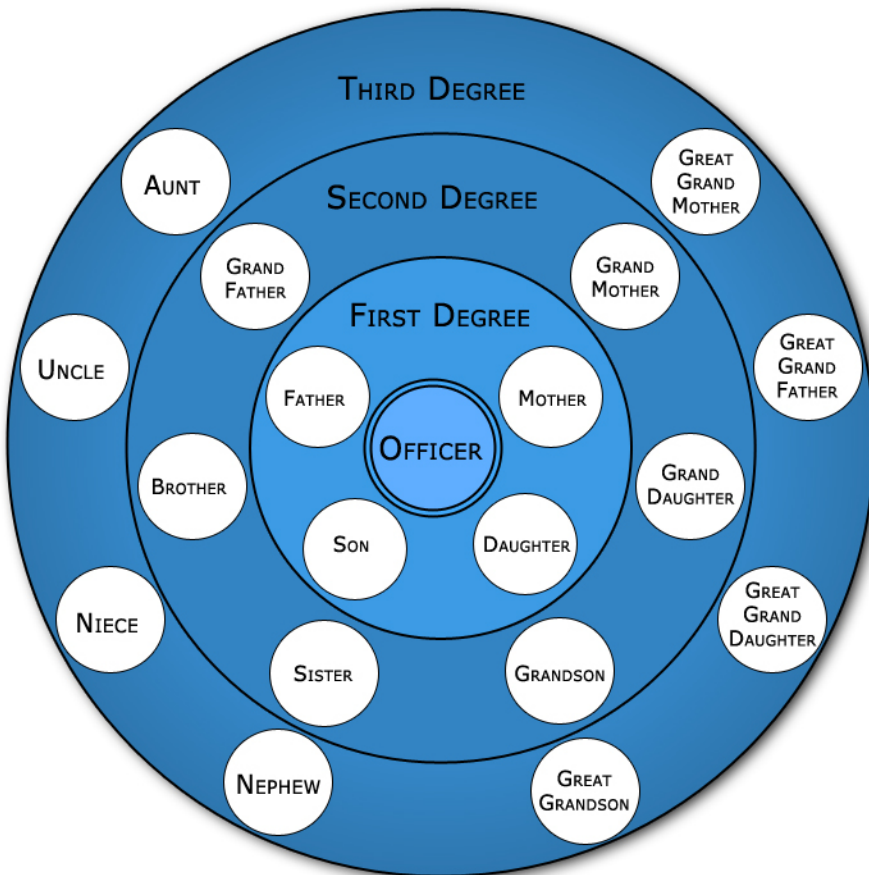 Third Degree
Aunt
Great
Grand
Mother
Second Degree
Grand
Father
Grand
Mother
First Degree
Uncle
Great
Grand
Father
Father
Mother
Officer
Brother
Grand
Daughter
Son
Daughter
Niece
Great
Grand
Daughter
Sister
Grandson
Nephew
Great
Grandson